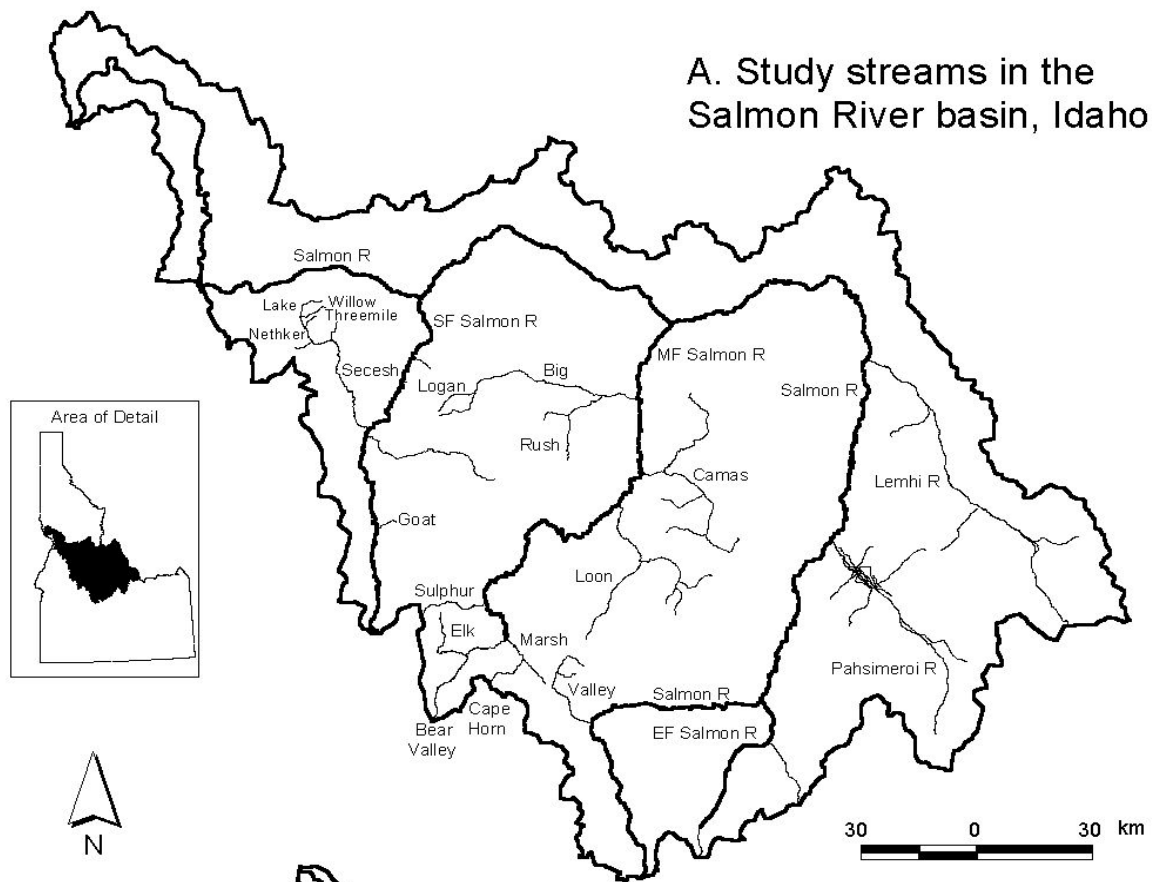 A. Study streams in the
Salmon River basin, Idaho
Salmon R
Lake
Willow
Threemile
Nethker
SF Salmon R
MF Salmon R
Secesh
Logan
Big
Salmon R
Area of Detail
Rush
Camas
Lemhi R
Goat
Loon
Sulphur
Elk
Marsh
Pahsimeroi R
Valley
Salmon R
Cape
Horn
Bear
Valley
EF Salmon R
N
30 0 30 km